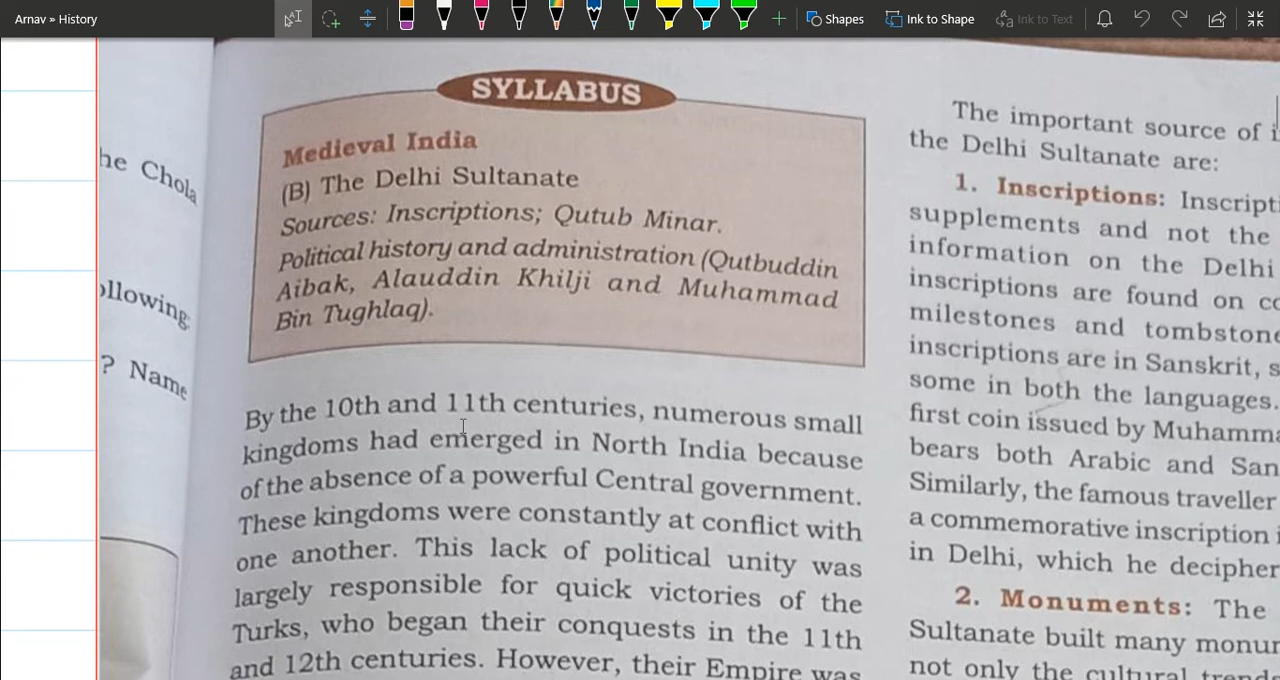 Arnav » History
Shapes
Ink to Shape
Ink to Text
he Chola
ollowing
? Name
SYLLABUS
Medieval India
(B) The Delhi Sultanate
Sources: Inscriptions; Qutub Minar.
Political history and administration (Qutbuddin
Aibak, Alauddin Khilji and Muhammad
Bin Tughlaq).
By the 10th and 11th centuries, numerous small
kingdoms had emerged in North India because
of the absence of a powerful Central government.
These kingdoms were constantly at conflict with
one another. This lack of political unity was
largely responsible for quick victories of the
Turks, who began their conquests in the 11th
and 12th centuries. However, their Empire was
The important source of
the Delhi Sultanate are:
1. Inscriptions: Inscripti
supplements and not the
information on the Delhi
inscriptions are found on co
milestones and tombstone
inscriptions are in Sanskrit, s
some in both the languages.
first coin issued by Muhamma
bears both Arabic and San
Similarly, the famous traveller
a commemorative inscription
in Delhi, which he decipher
2. Monuments: The
Sultanate built many monur
not only the cultural trends